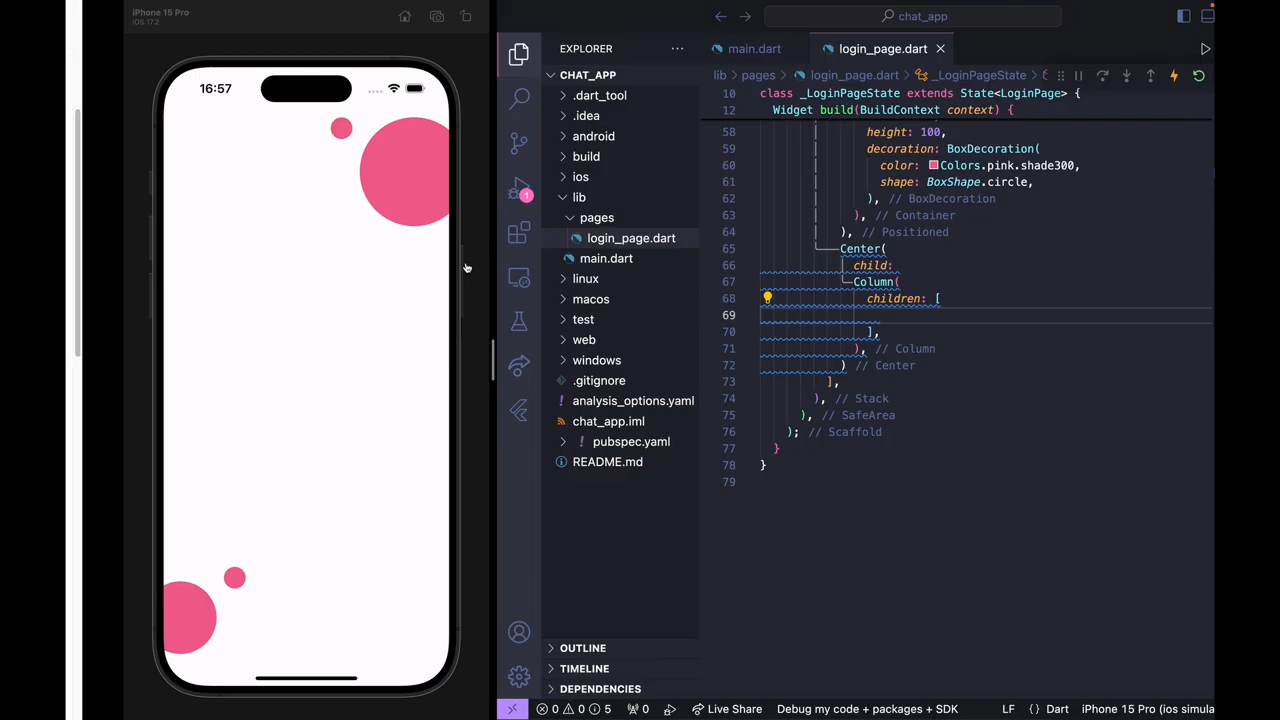 iPhone 15 Pro
iOS 17.2
16:57
chat_app
EXPLORER
CHAT_APP
.dart_tool
.idea
android
build
ios
lib
pages
login_page.dart
main.dart
linux
macos
test
web
windows
.gitignore
analysis_options.yaml
chat_app.iml
! pubspec.yaml
README.md
OUTLINE
TIMELINE
DEPENDENCIES
1
main.dart
login_page.dart
lib > pages > login_page.dart > _LoginPageState >
10 class _LoginPageState extends State<LoginPage> {
12 Widget build(BuildContext context) {
58 height: 100,
59 decoration: BoxDecoration(
60 color: Colors.pink.shade300,
61 shape: BoxShape.circle,
62 ), // BoxDecoration
63 ), // Container
64 ), // Positioned
65 Center(
66 child:
67 Column(
68 children: [
69
70 ],
71 ), // Column
72 ) // Center
73 ],
74 ), // Stack
75 ), // SafeArea
76 ); // Scaffold
77 }
78 }
79
0 0 5 0 Live Share Debug my code + packages + SDK LF {} Dart iPhone 15 Pro (ios simula